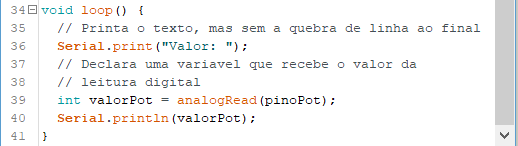 34 void loop() {
35 // Printa o texto, mas sem a quebra de linha ao final
36 Serial.print("Valor: ");
37 // Declara uma variavel que recebe o valor da
38 // leitura digital
39 int valorPot = analogRead(pinoPot);
40 Serial.println(valorPot);
41 }